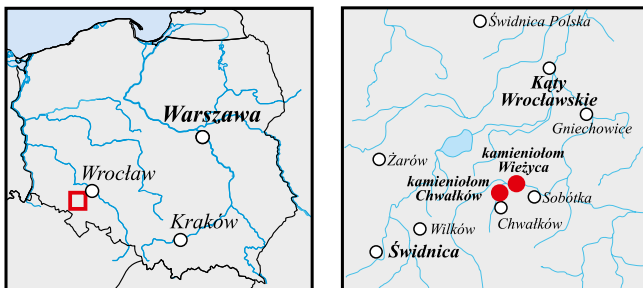 Warszawa
Wrocław
Kraków
Świdnica Polska
Kąty
Wrocławskie
Gniechowice
Żarów
kamieniołom
Wieżyca
kamieniołom
Chwałków
Sobótka
Chwałków
Wilków
Świdnica